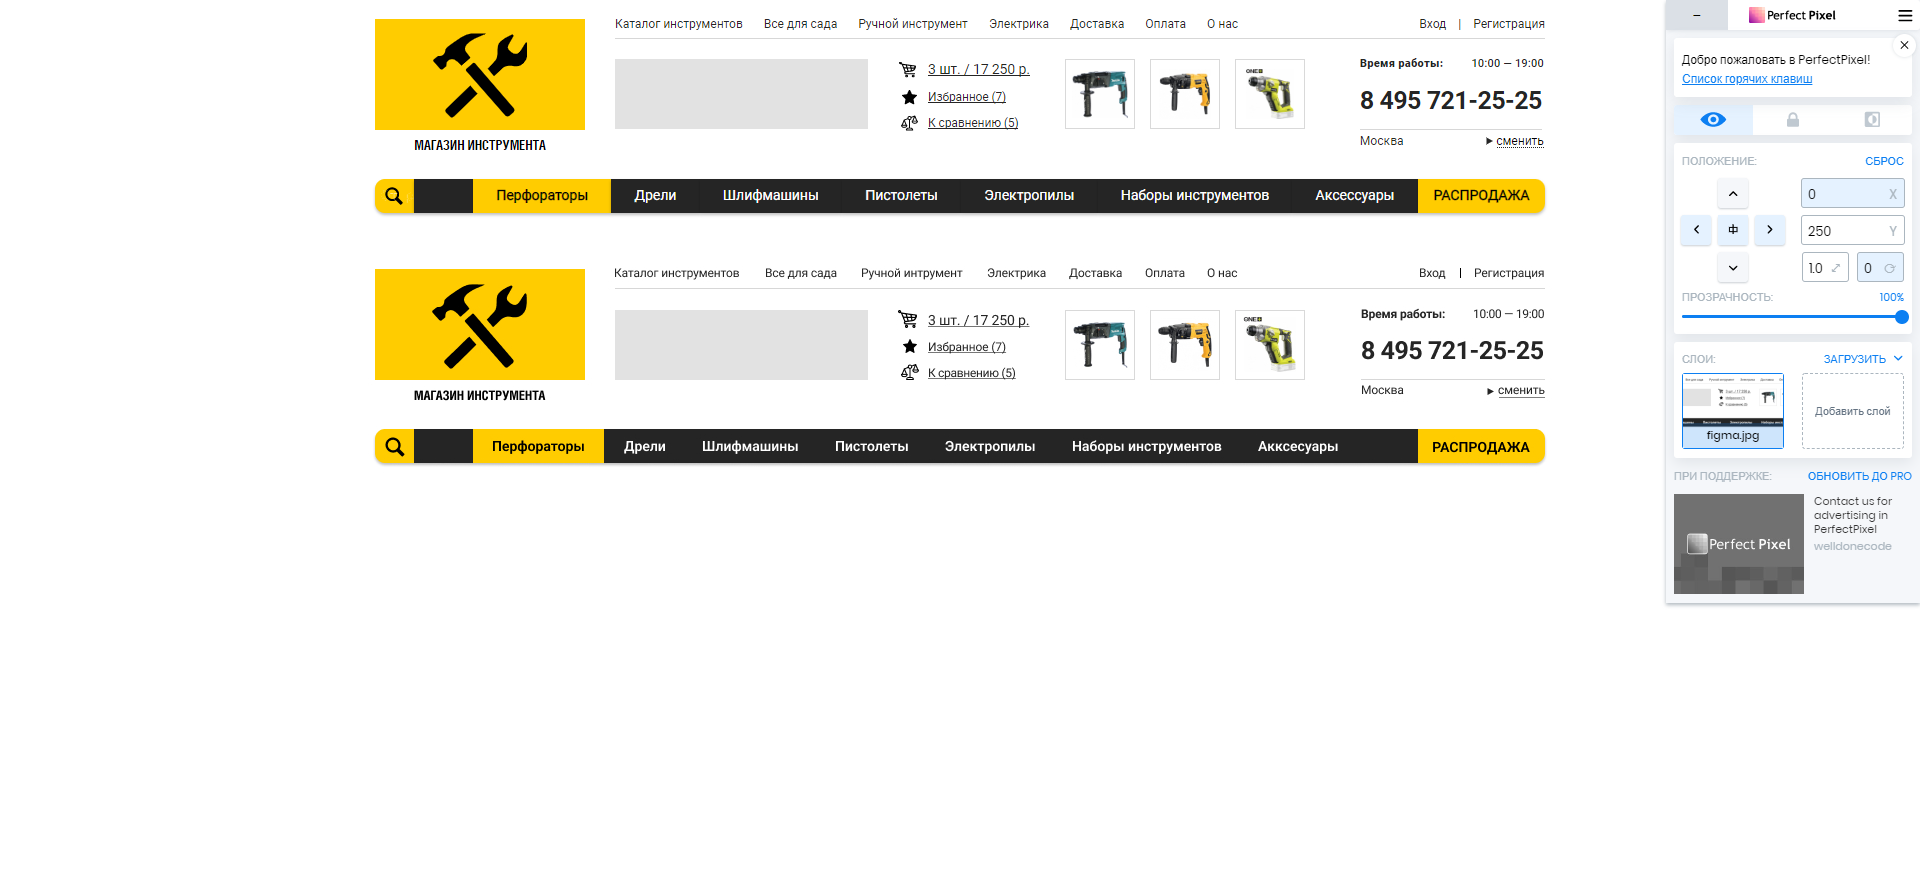 Каталог инструментов Все для сада Ручной инструмент Электрика Доставка Оплата О нас Вход | Регистрация
3 шт. / 17 250 р.
Избранное (7)
К сравнению (5)
ONE+
Время работы: 10:00 — 19:00
8 495 721-25-25
Москва сменить
МАГАЗИН ИНСТРУМЕНТА
Перфораторы Дрели Шлифмашины Пистолеты Электропилы Наборы инструментов Аксессуары РАСПРОДАЖА
Каталог инструментов Все для сада Ручной интрумент Электрика Доставка Оплата О нас Вход | Регистрация
3 шт. / 17 250 р.
Избранное (7)
К сравнению (5)
ONE+
Время работы: 10:00 — 19:00
8 495 721-25-25
Москва сменить
МАГАЗИН ИНСТРУМЕНТА
Перфораторы Дрели Шлифмашины Пистолеты Электропилы Наборы инструментов Акксесуары РАСПРОДАЖА
Perfect Pixel
Добро пожаловать в PerfectPixel!
Список горячих клавиш
ПОЛОЖЕНИЕ: СБРОС
0 X
250 Y
1.0 0
ПРОЗРАЧНОСТЬ: 100%
СЛОИ: ЗАГРУЗИТЬ
figma.jpg
Добавить слой
ПРИ ПОДДЕРЖКЕ: ОБНОВИТЬ ДО PRO
Perfect Pixel
Contact us for
advertising in
PerfectPixel
welldonecode